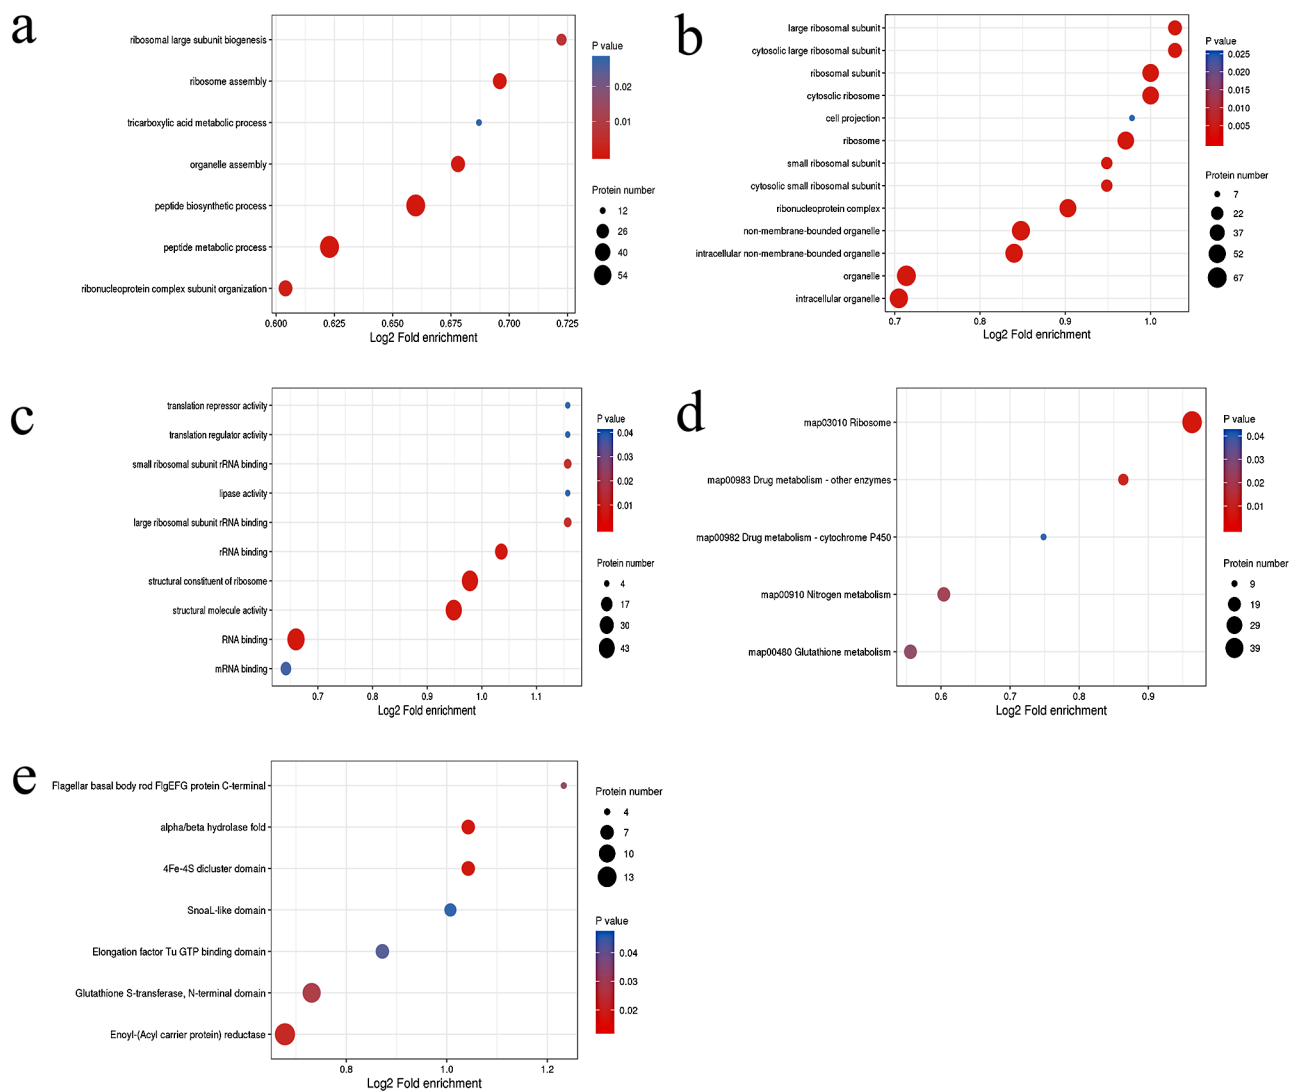 a
ribosomal large subunit biogenesis
ribosome assembly
tricarboxylic acid metabolic process
organelle assembly
peptide biosynthetic process
peptide metabolic process
ribonucleoprotein complex subunit organization
0.600 0.625 0.650 0.675 0.700 0.725
Log2 Fold enrichment
P value
0.02
0.01
Protein number
12
26
40
54
b
large ribosomal subunit
cytosolic large ribosomal subunit
ribosomal subunit
cytosolic ribosome
cell projection
ribosome
small ribosomal subunit
cytosolic small ribosomal subunit
ribonucleoprotein complex
non-membrane-bounded organelle
intracellular non-membrane-bounded organelle
organelle
intracellular organelle
0.7 0.8 0.9 1.0
Log2 Fold enrichment
P value
0.025
0.020
0.015
0.010
0.005
Protein number
7
22
37
52
67
c
translation repressor activity
translation regulator activity
small ribosomal subunit rRNA binding
lipase activity
large ribosomal subunit rRNA binding
rRNA binding
structural constituent of ribosome
structural molecule activity
RNA binding
mRNA binding
0.7 0.8 0.9 1.0 1.1
Log2 Fold enrichment
P value
0.04
0.03
0.02
0.01
Protein number
4
17
30
43
d
map03010 Ribosome
map00983 Drug metabolism - other enzymes
map00982 Drug metabolism - cytochrome P450
map00910 Nitrogen metabolism
map00480 Glutathione metabolism
0.6 0.7 0.8 0.9
Log2 Fold enrichment
P value
0.04
0.03
0.02
0.01
Protein number
9
19
29
39
e
Flagellar basal body rod FlgEFG protein C-terminal
alpha/beta hydrolase fold
4Fe-4S dicluster domain
SnoaL-like domain
Elongation factor Tu GTP binding domain
Glutathione S-transferase, N-terminal domain
Enoyl-(Acyl carrier protein) reductase
0.8 1.0 1.2
Log2 Fold enrichment
Protein number
4
7
10
13
P value
0.04
0.03
0.02